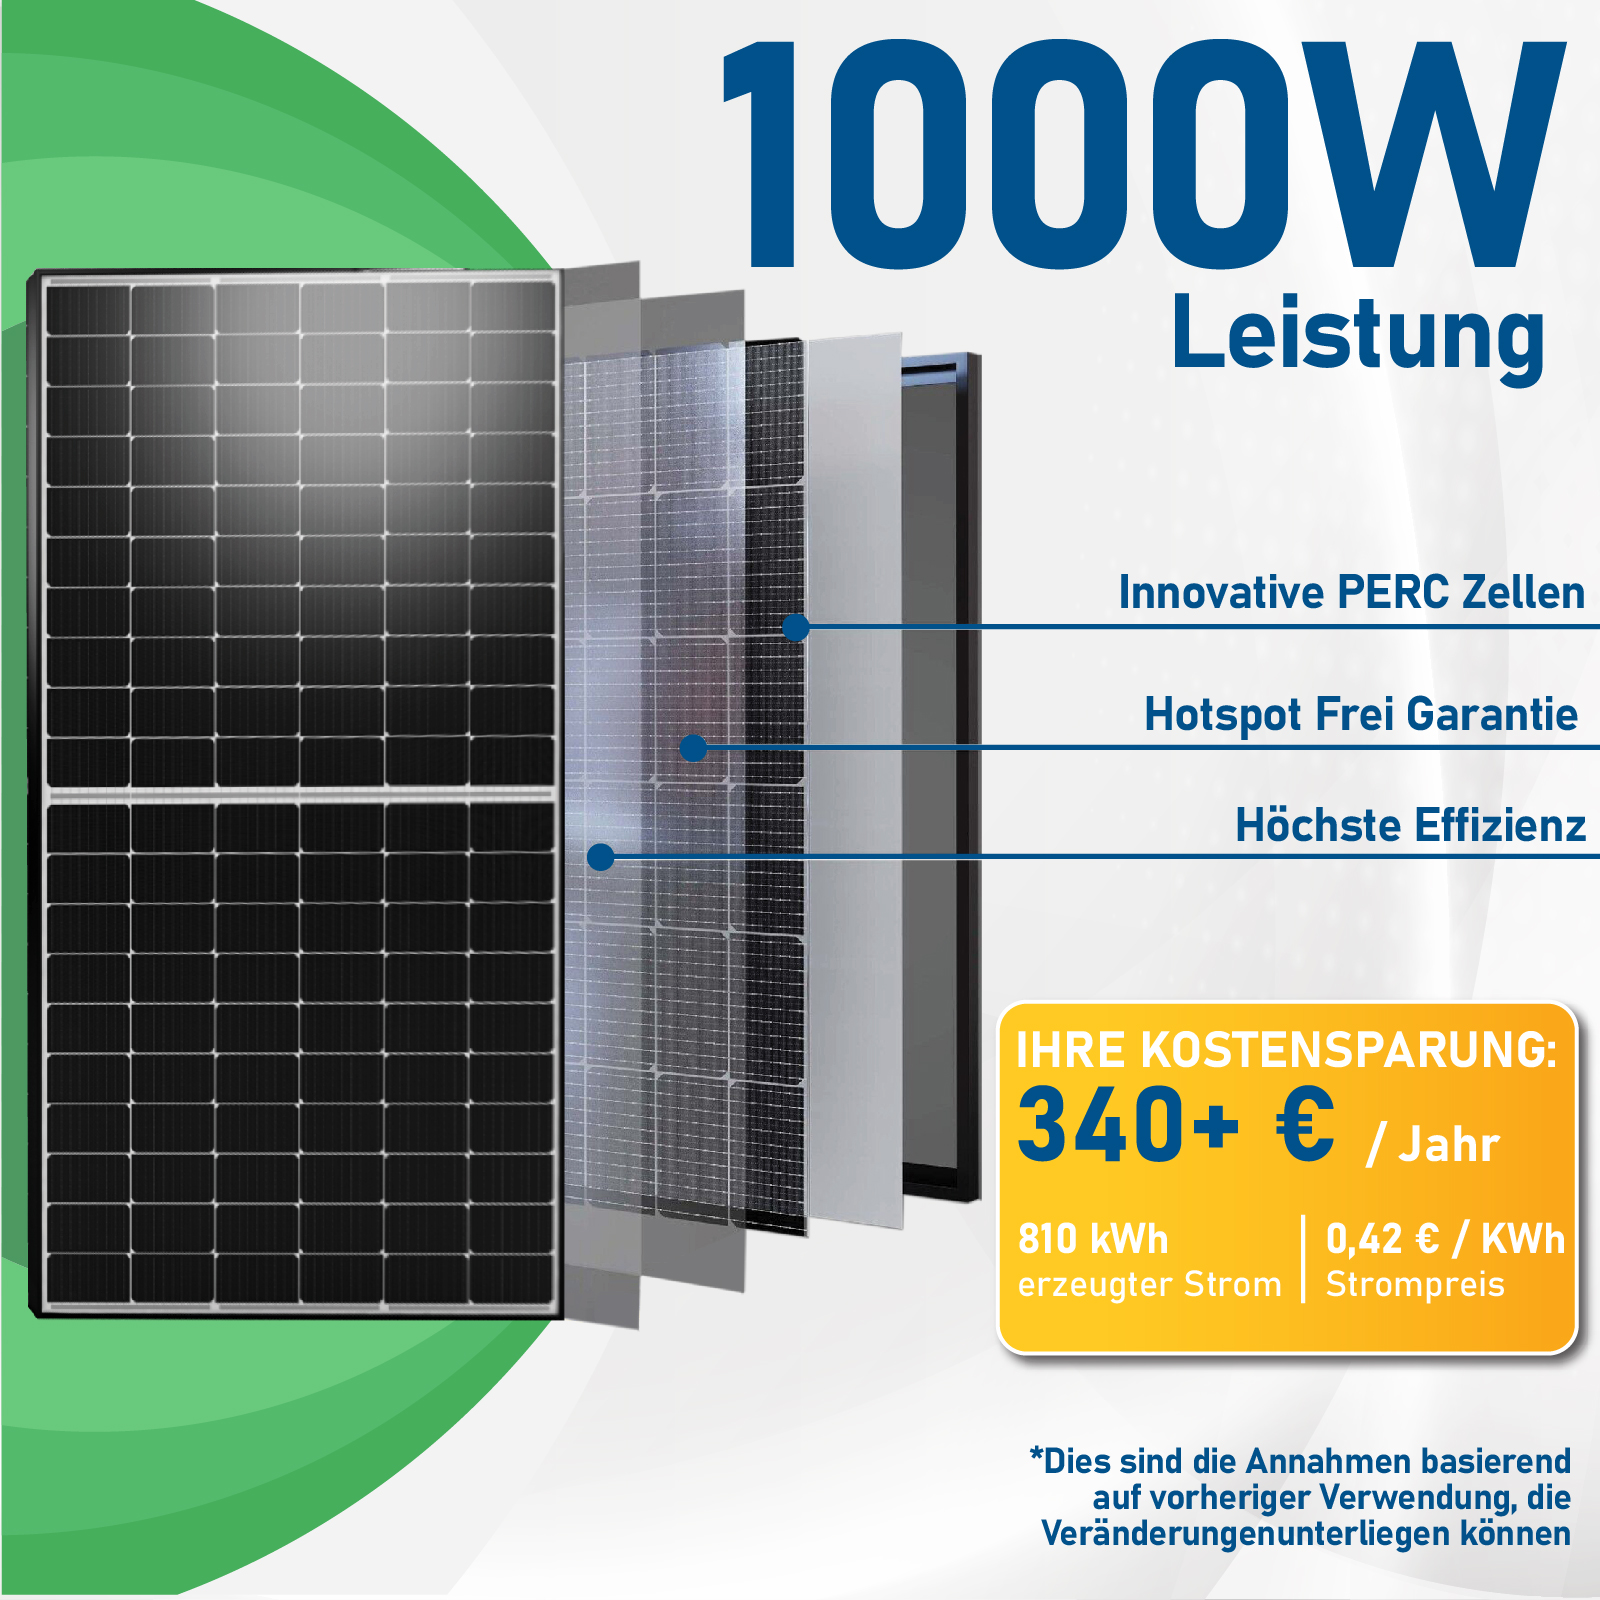 1000W
Leistung
Innovative PERC Zellen
Hotspot Frei Garantie
Höchste Effizienz
IHRE KOSTENSPARUNG:
340+ € / Jahr
810 kWh
erzeugter Strom
0,42 € / KWh
Strompreis
*Dies sind die Annahmen basierend
auf vorheriger Verwendung, die
Veränderungenunterliegen können